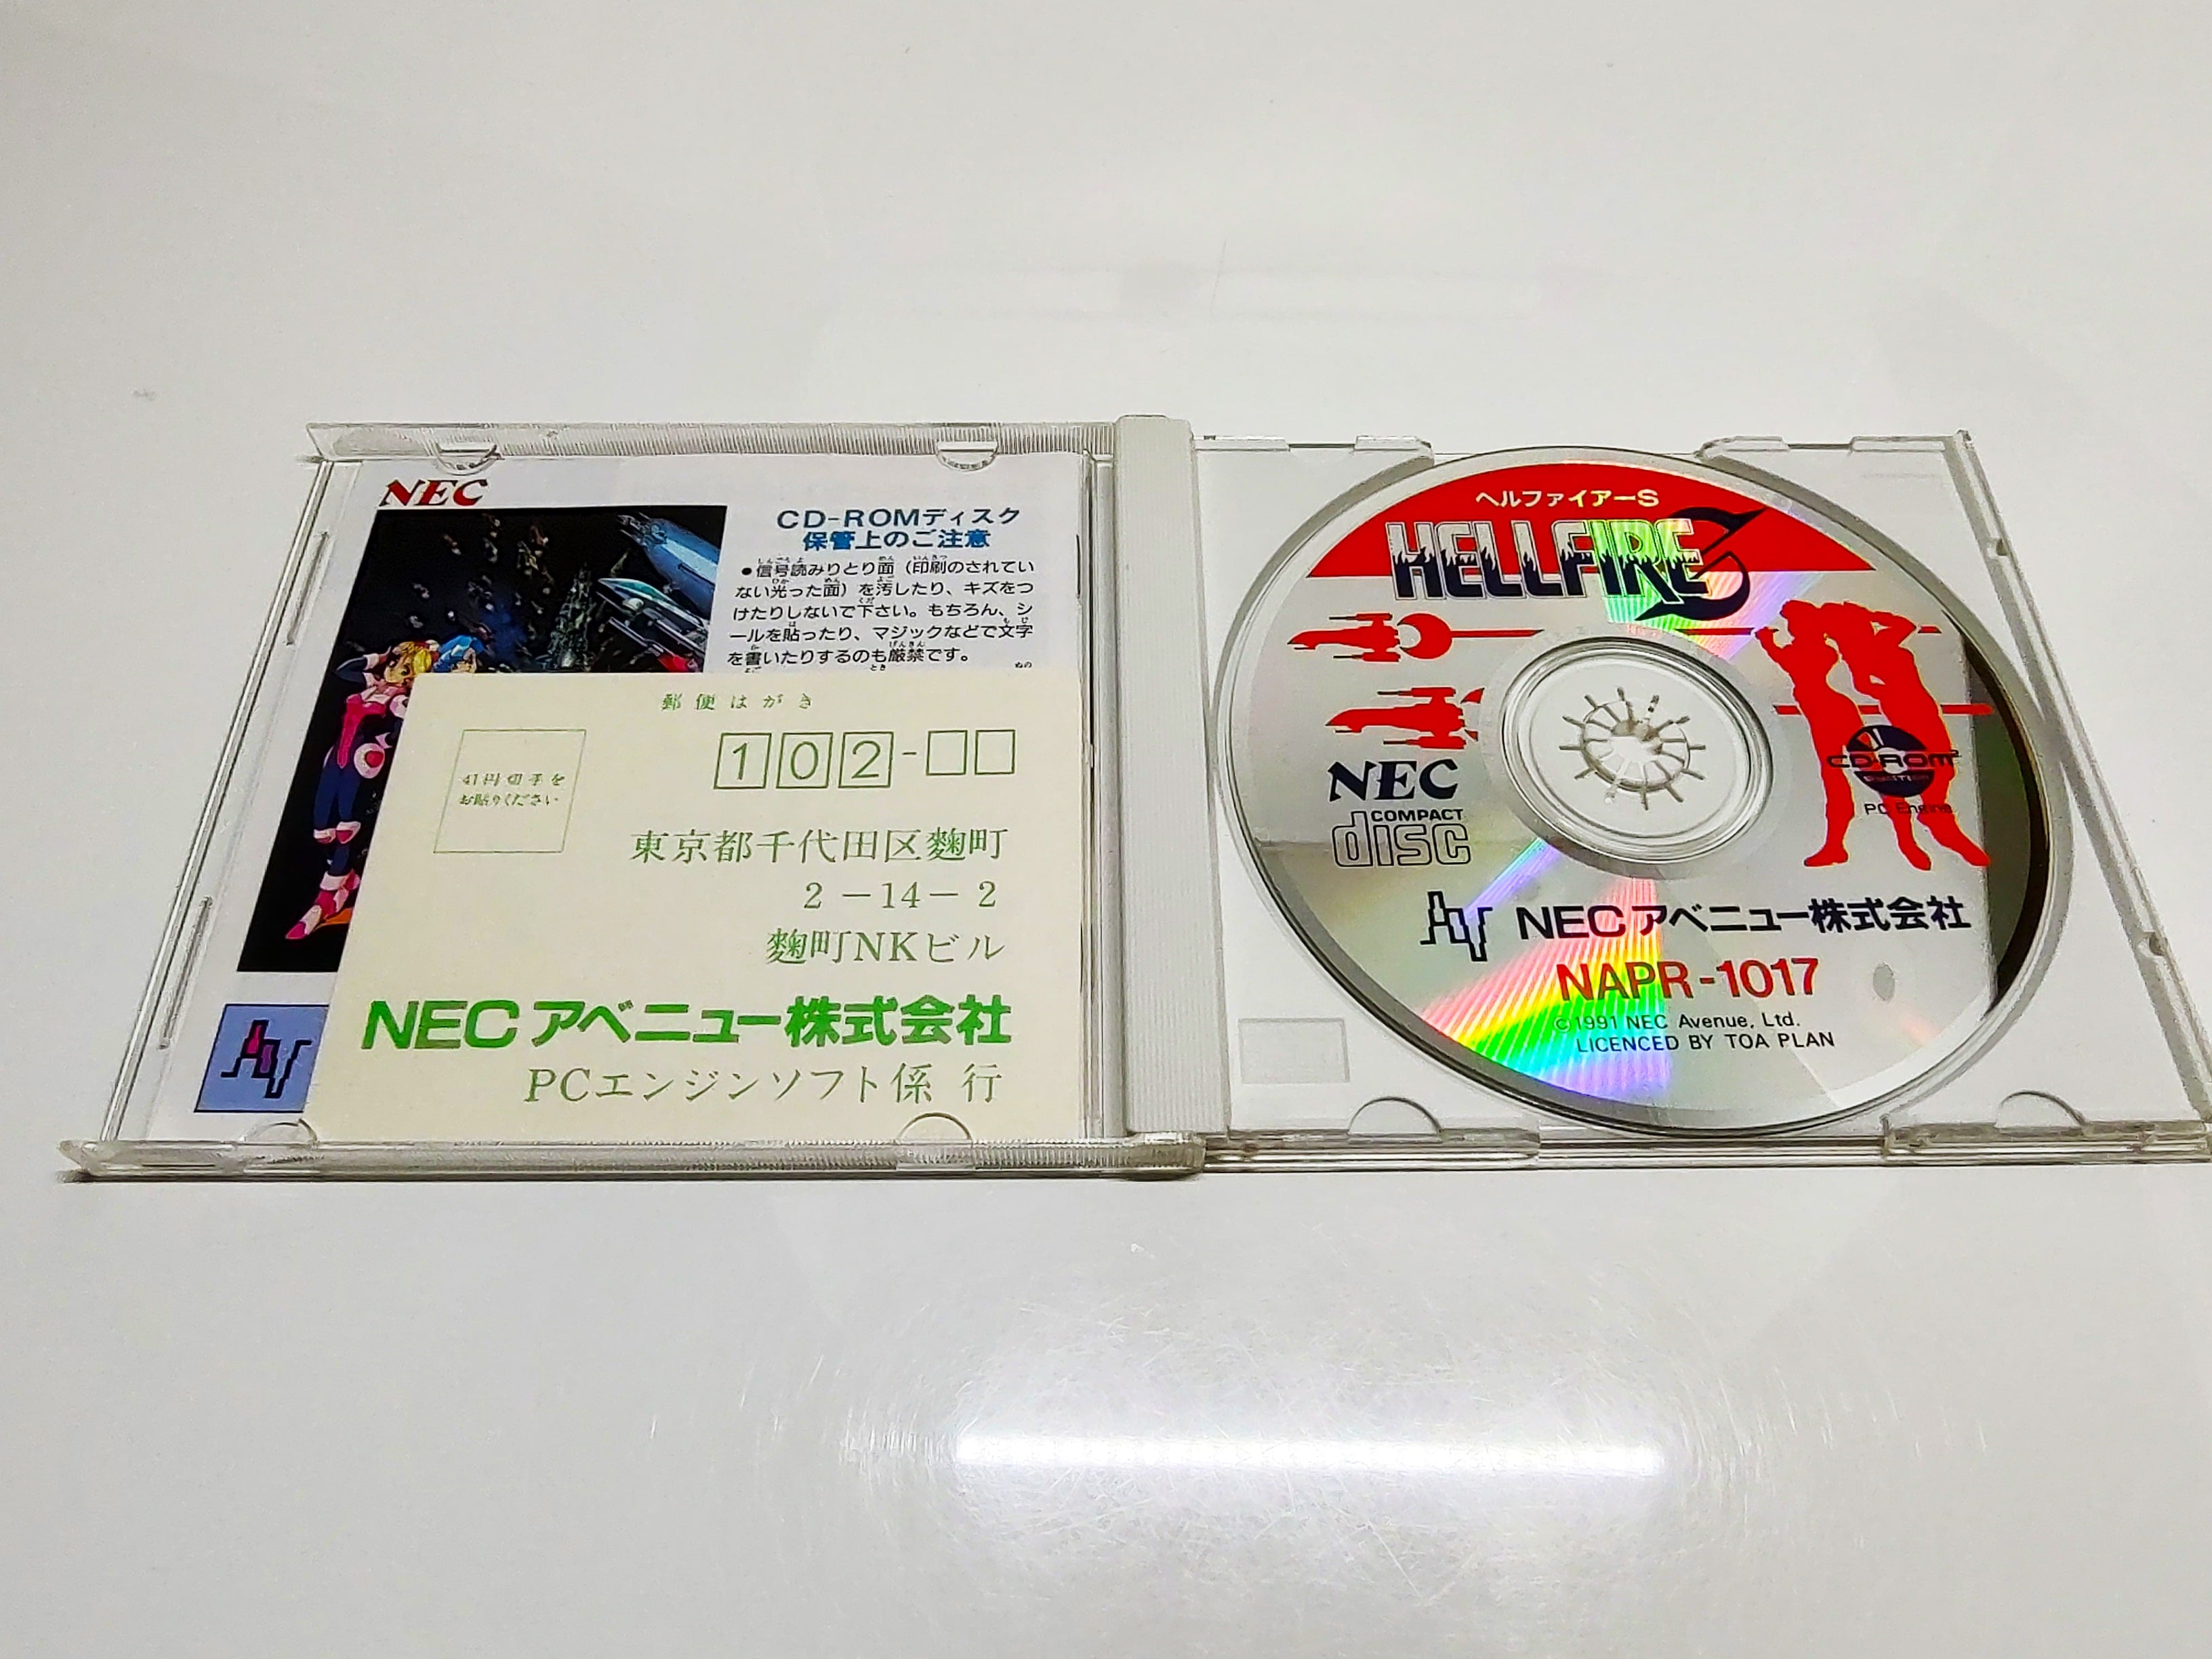 NEC
CD-ROMディスク
保管上のご注意
●信号読みりとり面（印刷のされてい
ない光った面）を汚したり、キズをつ
けたりしないで下さい。もちろん、シ
ールを貼ったり、マジックなどで文字
を書いたりするのも厳禁です。
郵便はがき
41円切手を
お貼りください
102-
東京都千代田区麹町
2－14－2
麹町NKビル
NECアベニュー株式会社
PCエンジンソフト係 行
ヘルファイアーS
HELLFIRE S
NEC
COMPACT
disc
CD-ROM²
PC Engine
NECアベニュー株式会社
NAPR-1017
©1991 NEC Avenue, Ltd.
LICENCED BY TOA PLAN